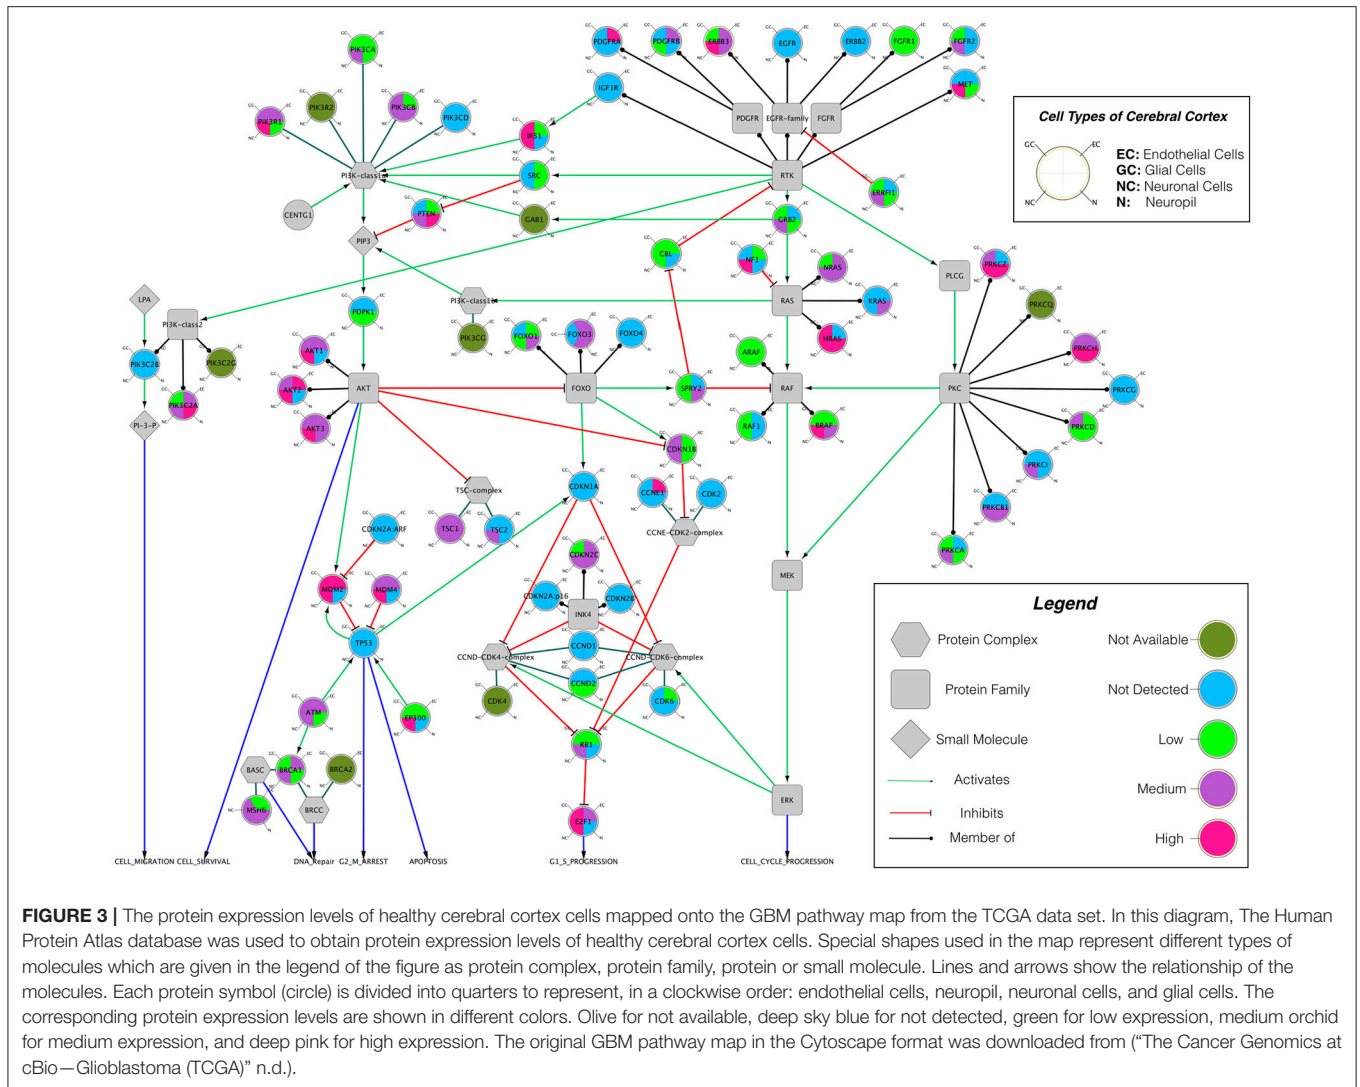 PIK3CA
PDGFRA
PDGFRB
ERBB3
EGFR
ERBB2
FGFR1
FGFR2
IGF1R
MET
PIK3R1
PIK3R2
PIK3CB
PIK3CD
IRS1
PDGFR
EGFR-family
FGFR
PI3K-class1a
SRC
RTK
ERRFI1
CENTG1
PTEN
GAB1
GRB2
PIP3
CBL
NF1
NRAS
PLCG
PRKCZ
LPA
PI3K-class2
PDPK1
PI3K-class1b
PIK3CG
RAS
KRAS
HRAS
PRKCQ
PIK3C2B
PIK3C2G
AKT1
FOXO1
FOXO3
FOXO4
ARAF
PRKCH
PIK3C2A
AKT2
AKT
FOXO
SPRY2
RAF
PKC
PRKCG
PI-3-P
AKT3
RAF1
BRAF
PRKCD
CDKN1B
PRKCI
TSC-complex
CDKN1A
CCNE1
CDK2
PRKCB1
CDKN2A:ARF
TSC1
TSC2
CCNE-CDK2-complex
PRKCA
CDKN2C
MEK
MDM2
MDM4
CDKN2A:p16
CDKN2B
INK4
TP53
CCND1
CCND-CDK4-complex
CCND-CDK6-complex
CCND2
CDK4
CDK6
ATM
EP300
RB1
BASC
BRCA1
BRCA2
MSH6
BRCC
ERK
E2F1
CELL_MIGRATION CELL_SURVIVAL DNA_Repair G2_M_ARREST APOPTOSIS G1_S_PROGRESSION CELL_CYCLE_PROGRESSION
Cell Types of Cerebral Cortex
GC
EC
NC
N
EC: Endothelial Cells
GC: Glial Cells
NC: Neuronal Cells
N: Neuropil
Legend
Protein Complex Not Available
Protein Family Not Detected
Small Molecule Low
Activates Medium
Inhibits
Member of High
FIGURE 3 | The protein expression levels of healthy cerebral cortex cells mapped onto the GBM pathway map from the TCGA data set. In this diagram, The Human
Protein Atlas database was used to obtain protein expression levels of healthy cerebral cortex cells. Special shapes used in the map represent different types of
molecules which are given in the legend of the figure as protein complex, protein family, protein or small molecule. Lines and arrows show the relationship of the
molecules. Each protein symbol (circle) is divided into quarters to represent, in a clockwise order: endothelial cells, neuropil, neuronal cells, and glial cells. The
corresponding protein expression levels are shown in different colors. Olive for not available, deep sky blue for not detected, green for low expression, medium orchid
for medium expression, and deep pink for high expression. The original GBM pathway map in the Cytoscape format was downloaded from (“The Cancer Genomics at
cBio—Glioblastoma (TCGA)” n.d.).